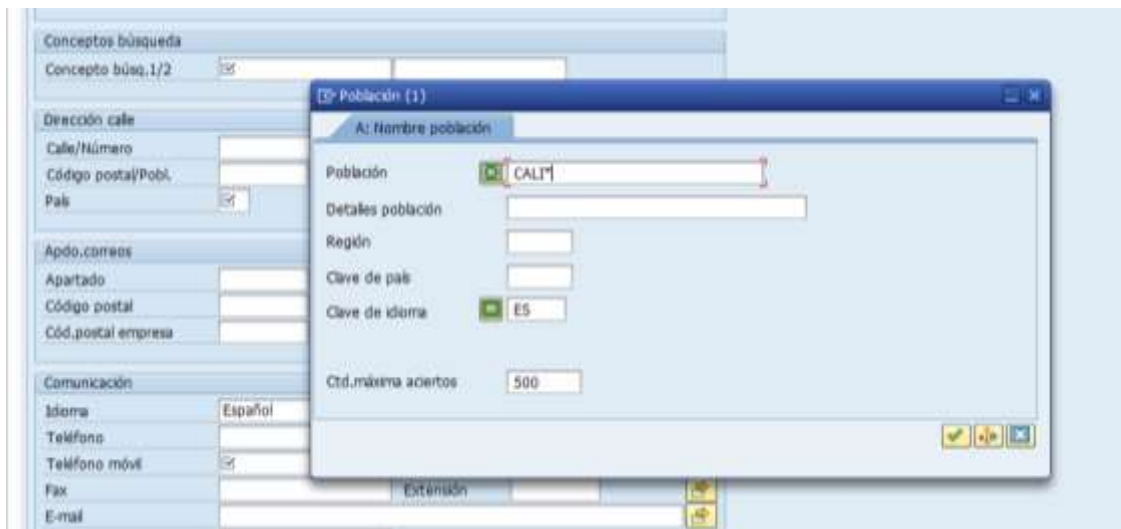 Conceptos búsqueda
Concepto búsq.1/2
Dirección calle
Calle/Número
Código postal/Pobl.
País
Apdo.correos
Apartado
Código postal
Cód.postal empresa
Comunicación
Idioma Español
Teléfono
Teléfono móvil
Fax Extensión
E-mail
Población (1)
A: Nombre población
Población CALI*
Detalles población
Región
Clave de país
Clave de idioma ES
Ctd.máxima aciertos 500